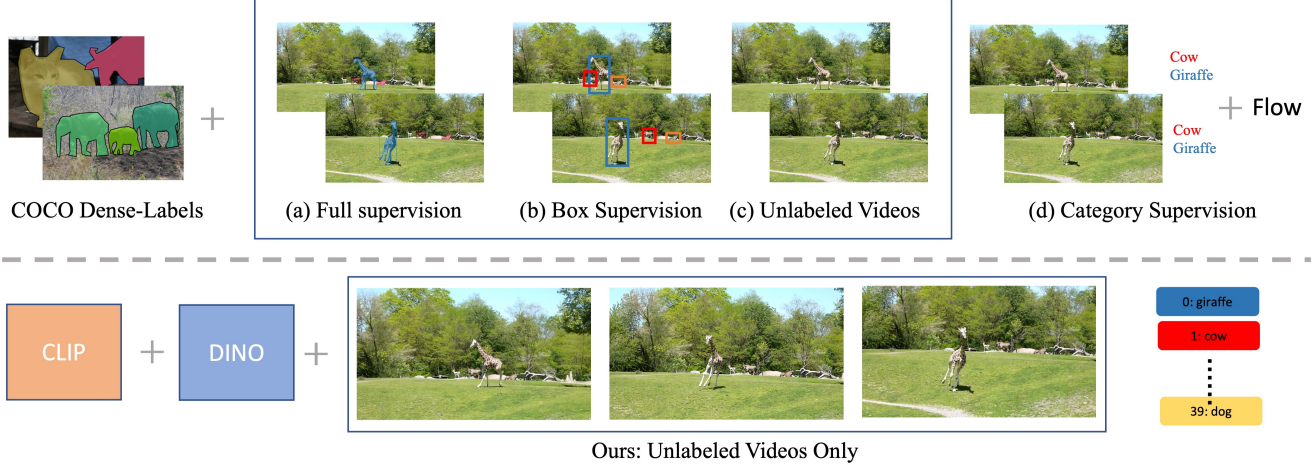 Cow
Giraffe
+ Flow
Cow
Giraffe
+
COCO Dense-Labels
(a) Full supervision
(b) Box Supervision
(c) Unlabeled Videos
(d) Category Supervision
CLIP + DINO +
0: giraffe
1: cow
39: dog
Ours: Unlabeled Videos Only